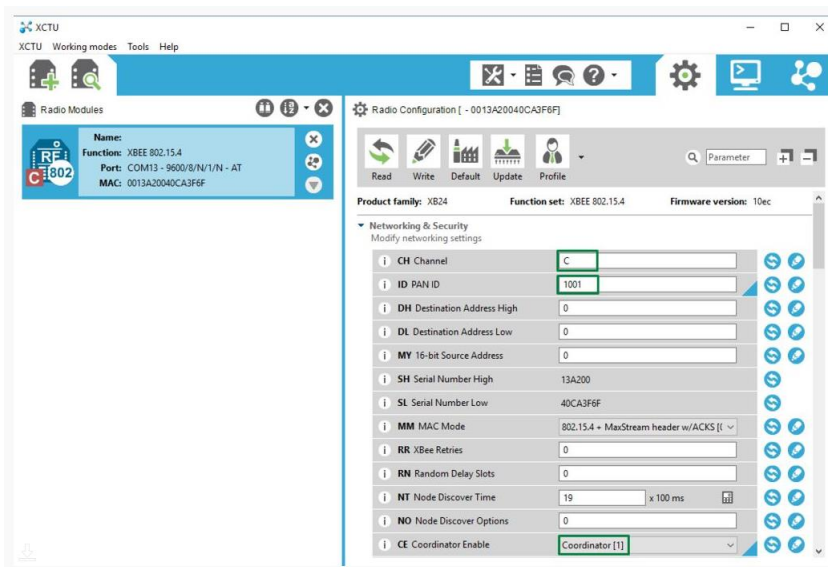 XCTU
XCTU Working modes Tools Help
Radio Modules
Name:
Function: XBEE 802.15.4
Port: COM13 - 9600/8/N/1/N - AT
MAC: 0013A20040CA3F6F
RF
802
C
Radio Configuration [ - 0013A20040CA3F6F]
Read Write Default Update Profile
Parameter
Product family: XB24 Function set: XBEE 802.15.4 Firmware version: 10ec
Networking & Security
Modify networking settings
i CH Channel C
i ID PAN ID 1001
i DH Destination Address High 0
i DL Destination Address Low 0
i MY 16-bit Source Address 0
i SH Serial Number High 13A200
i SL Serial Number Low 40CA3F6F
i MM MAC Mode 802.15.4 + MaxStream header w/ACKS [(
i RR XBee Retries 0
i RN Random Delay Slots 0
i NT Node Discover Time 19 x 100 ms
i NO Node Discover Options 0
i CE Coordinator Enable Coordinator [1]